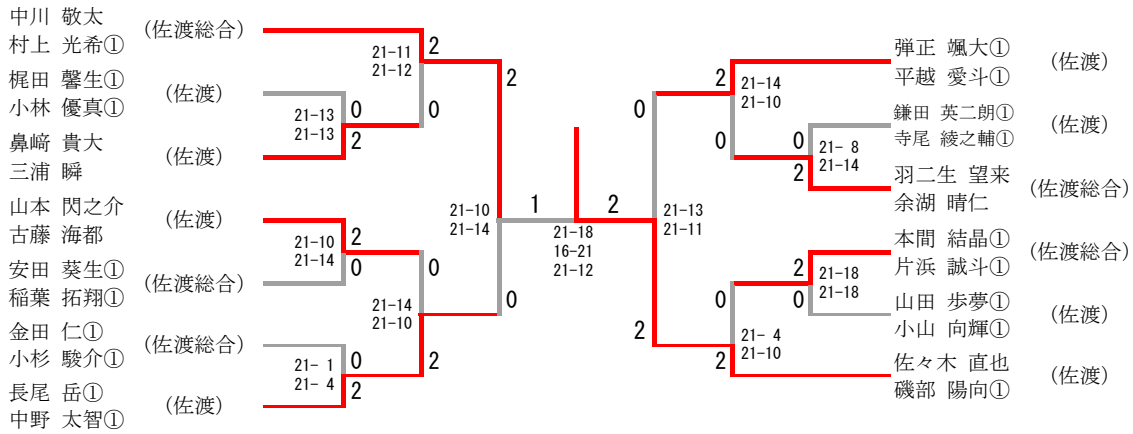 中川 敬太
村上 光希①
(佐渡総合)
梶田 馨生①
小林 優真①
(佐渡)
鼻﨑 貴大
三浦 瞬
(佐渡)
山本 閃之介
古藤 海都
(佐渡)
安田 葵生①
稲葉 拓翔①
(佐渡総合)
金田 仁①
小杉 駿介①
(佐渡総合)
長尾 岳①
中野 太智①
(佐渡)
21-11
21-12
2
0
21-13
21-13
0
2
21-10
21-14
2
0
21-14
21-10
0
2
21- 1
21- 4
0
2
21-10
21-14
2
0
1
2
21-18
16-21
21-12
21-13
21-11
0
2
2
0
21-14
21-10
0
2
21- 8
21-14
2
0
21-18
21-18
0
2
21- 4
21-10
弾正 颯大①
平越 愛斗①
(佐渡)
鎌田 英二朗①
寺尾 綾之輔①
(佐渡)
羽二生 望来
余湖 晴仁
(佐渡総合)
本間 結晶①
片浜 誠斗①
(佐渡総合)
山田 歩夢①
小山 向輝①
(佐渡)
佐々木 直也
磯部 陽向①
(佐渡)